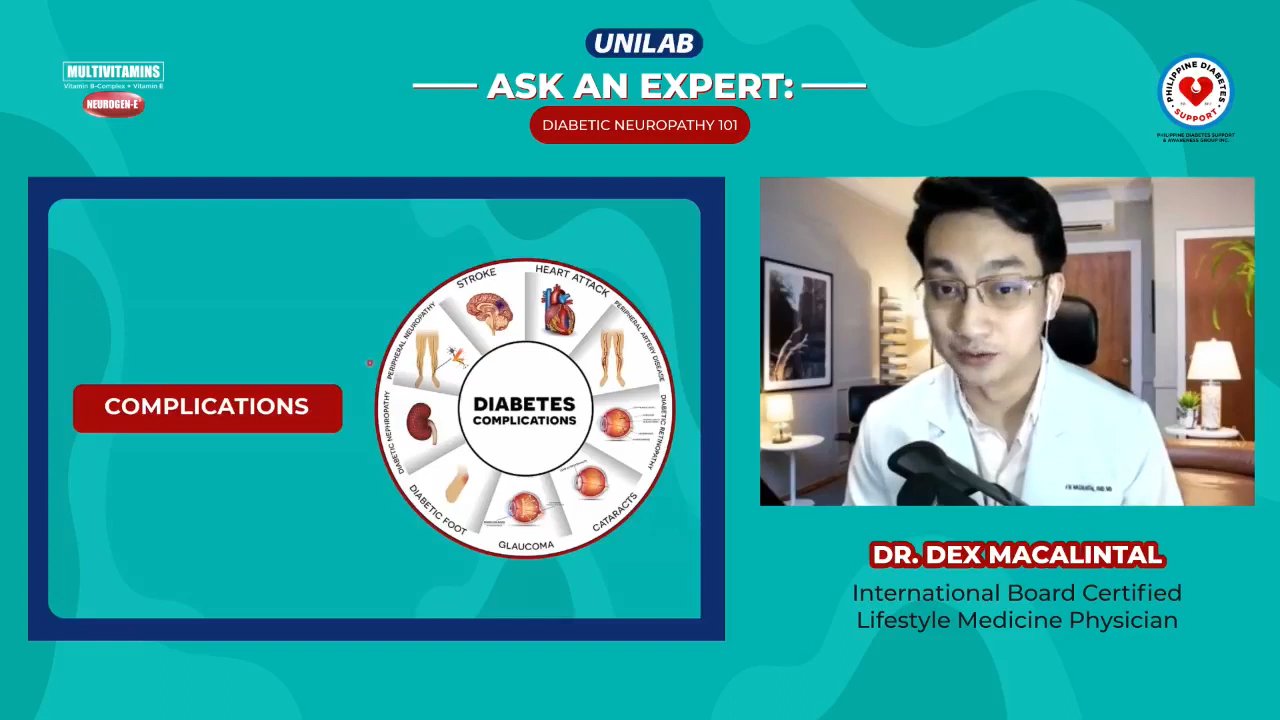 UNILAB
ASK AN EXPERT:
DIABETIC NEUROPATHY 101
MULTIVITAMINS
Vitamin B-Complex + Vitamin E
NEUROGEN-E
PHILIPPINE DIABETES
SUPPORT
PHILIPPINE DIABETES SUPPORT
& AWARENESS GROUP INC.
COMPLICATIONS
DIABETES
COMPLICATIONS
STROKE
HEART ATTACK
PERIPHERAL ARTERY DISEASE
DIABETIC RETINOPATHY
CATARACTS
GLAUCOMA
DIABETIC FOOT
DIABETIC NEPHROPATHY
PERIPHERAL NEUROPATHY
DR. DEX MACALINTAL
International Board Certified
Lifestyle Medicine Physician